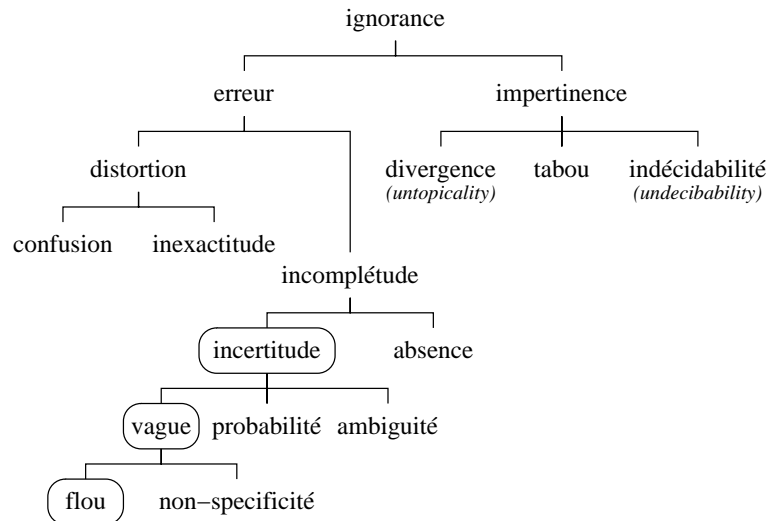 ignorance
erreur impertinence
distortion divergence tabou indécidabilité
(untopicality) (undecibability)
confusion inexactitude
incomplétude
incertitude absence
vague probabilité ambiguité
flou non−specificité